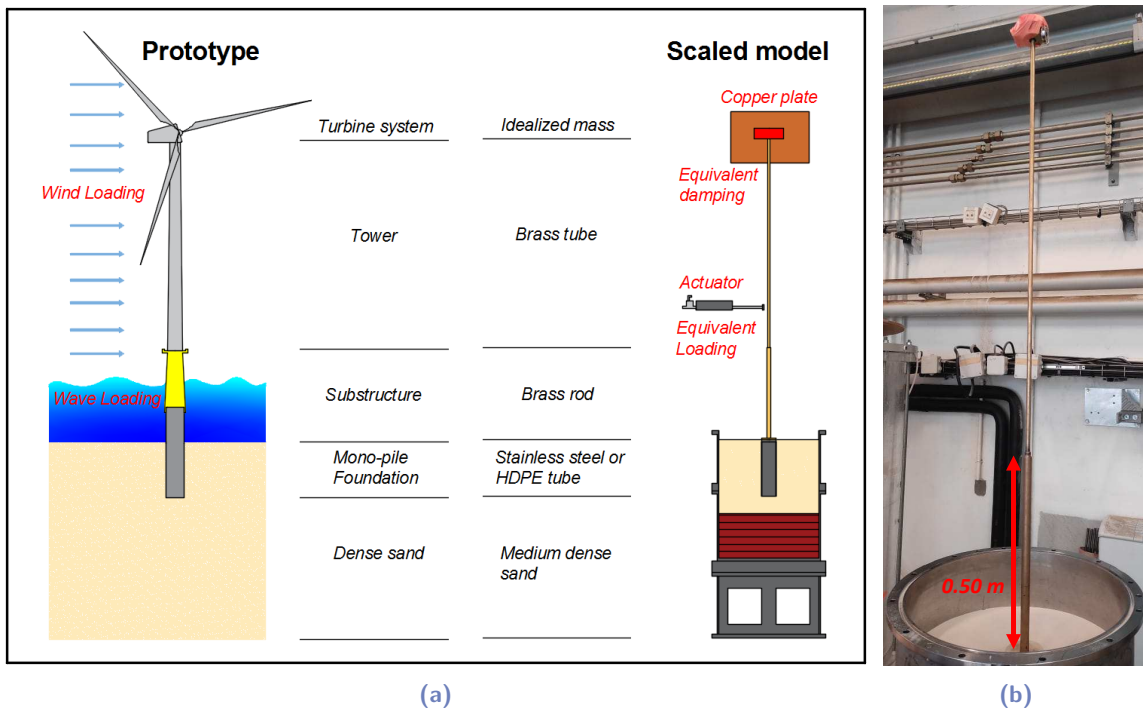 Prototype
Scaled model
Copper plate
Turbine system
Idealized mass
Wind Loading
Equivalent
damping
Tower
Brass tube
Actuator
Equivalent
Loading
Wave Loading
Substructure
Brass rod
Mono-pile
Foundation
Stainless steel or
HDPE tube
Dense sand
Medium dense
sand
0.50 m
(a)
(b)